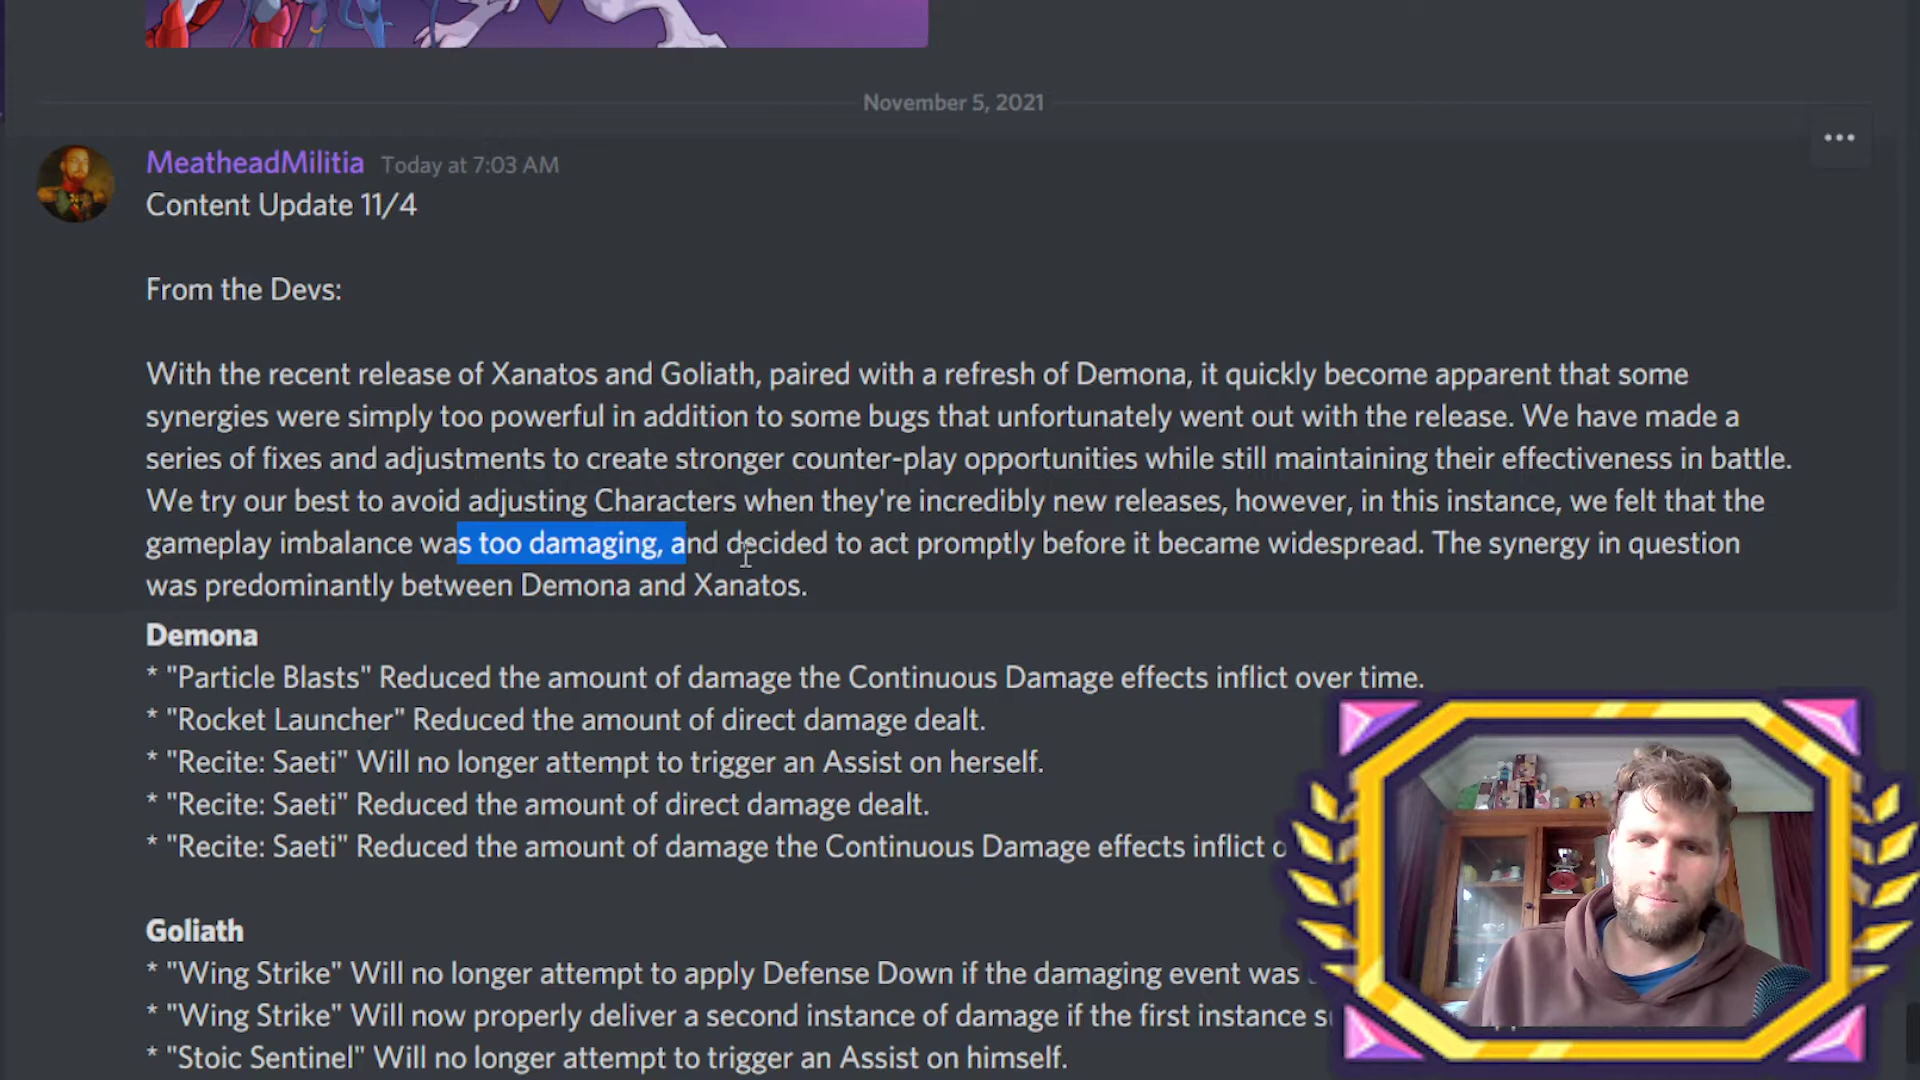 November 5, 2021
MeatheadMilitia Today at 7:03 AM
Content Update 11/4
From the Devs:
With the recent release of Xanatos and Goliath, paired with a refresh of Demona, it quickly become apparent that some
synergies were simply too powerful in addition to some bugs that unfortunately went out with the release. We have made a
series of fixes and adjustments to create stronger counter-play opportunities while still maintaining their effectiveness in battle.
We try our best to avoid adjusting Characters when they're incredibly new releases, however, in this instance, we felt that the
gameplay imbalance was too damaging, and decided to act promptly before it became widespread. The synergy in question
was predominantly between Demona and Xanatos.
Demona
* "Particle Blasts" Reduced the amount of damage the Continuous Damage effects inflict over time.
* "Rocket Launcher" Reduced the amount of direct damage dealt.
* "Recite: Saeti" Will no longer attempt to trigger an Assist on herself.
* "Recite: Saeti" Reduced the amount of direct damage dealt.
* "Recite: Saeti" Reduced the amount of damage the Continuous Damage effects inflict
Goliath
* "Wing Strike" Will no longer attempt to apply Defense Down if the damaging event was
* "Wing Strike" Will now properly deliver a second instance of damage if the first instance
* "Stoic Sentinel" Will no longer attempt to trigger an Assist on himself.